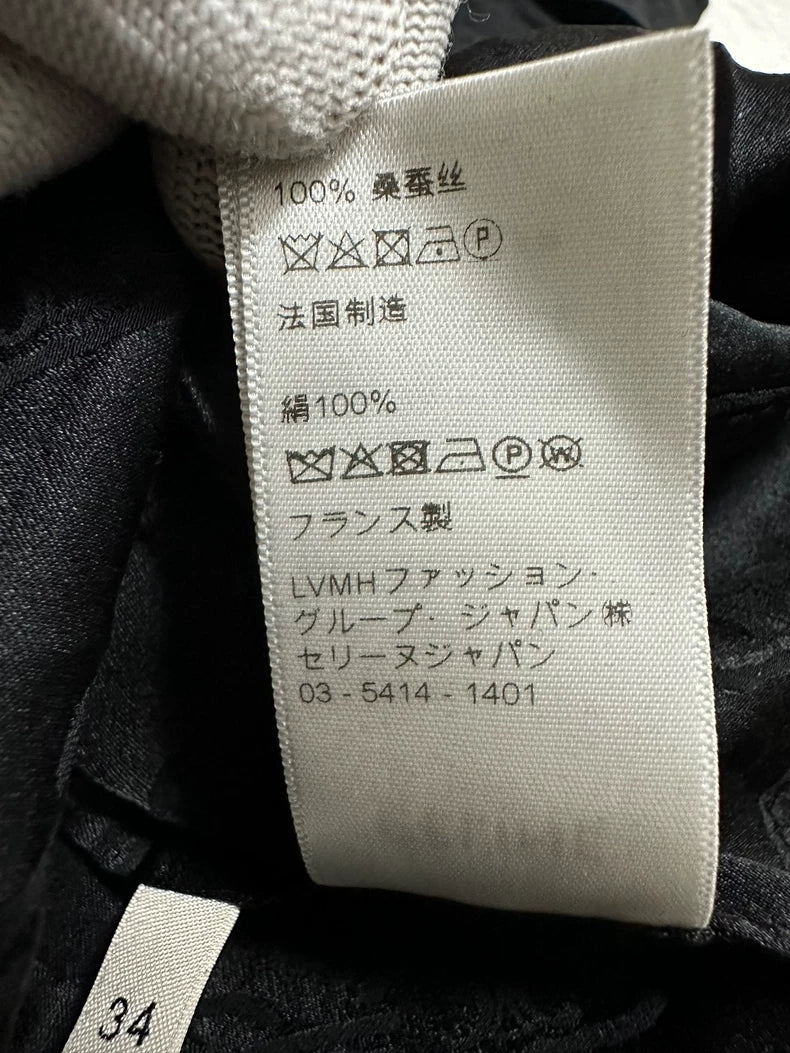 100% 桑蚕丝
P
法国制造
絹100%
P W
フランス製
LVMHファッション·
グループ·ジャパン㈱
セリーヌジャパン
03 - 5414 - 1401
34